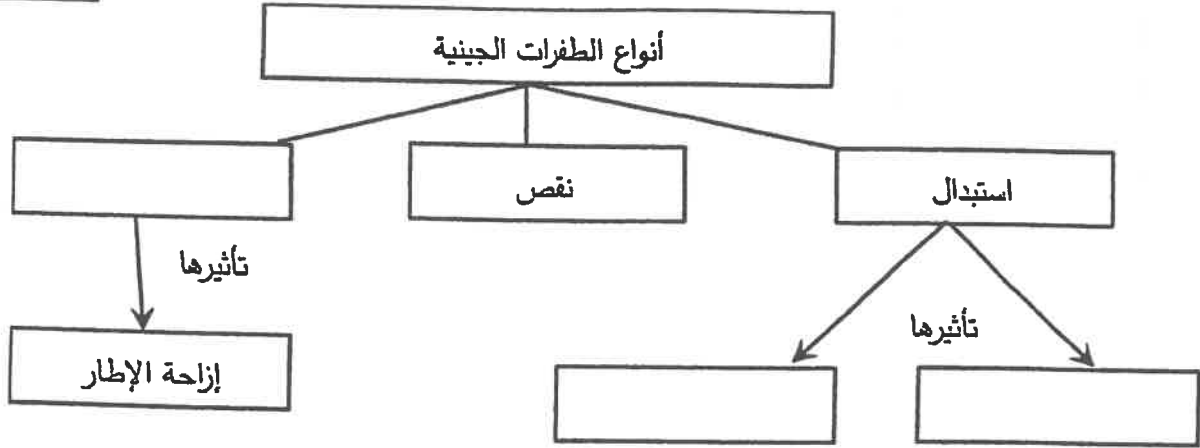 أنواع الطفرات الجينية
استبدال
نقص
تأثيرها
تأثيرها
إزاحة الإطار